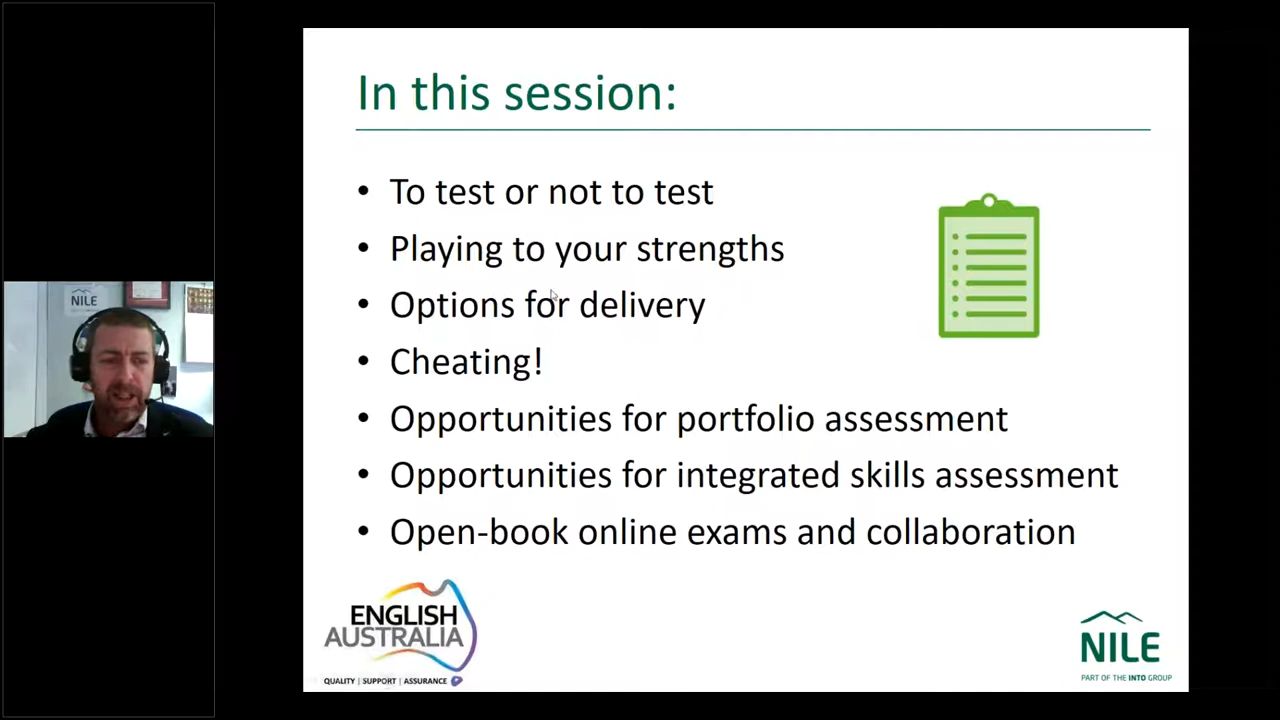 In this session:
• To test or not to test
• Playing to your strengths
• Options for delivery
• Cheating!
• Opportunities for portfolio assessment
• Opportunities for integrated skills assessment
• Open-book online exams and collaboration
NILE
ENGLISH
AUSTRALIA
QUALITY | SUPPORT | ASSURANCE
NILE
PART OF THE INTO GROUP